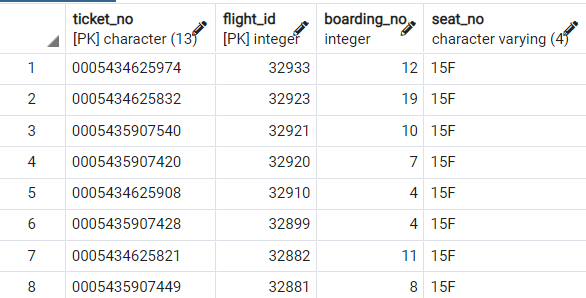 ticket_no flight_id boarding_no seat_no
[PK] character (13) [PK] integer integer character varying (4)
1 0005434625974 32933 12 15F
2 0005434625832 32923 19 15F
3 0005435907540 32921 10 15F
4 0005435907420 32920 7 15F
5 0005434625908 32910 4 15F
6 0005435907428 32899 4 15F
7 0005434625821 32882 11 15F
8 0005435907449 32881 8 15F